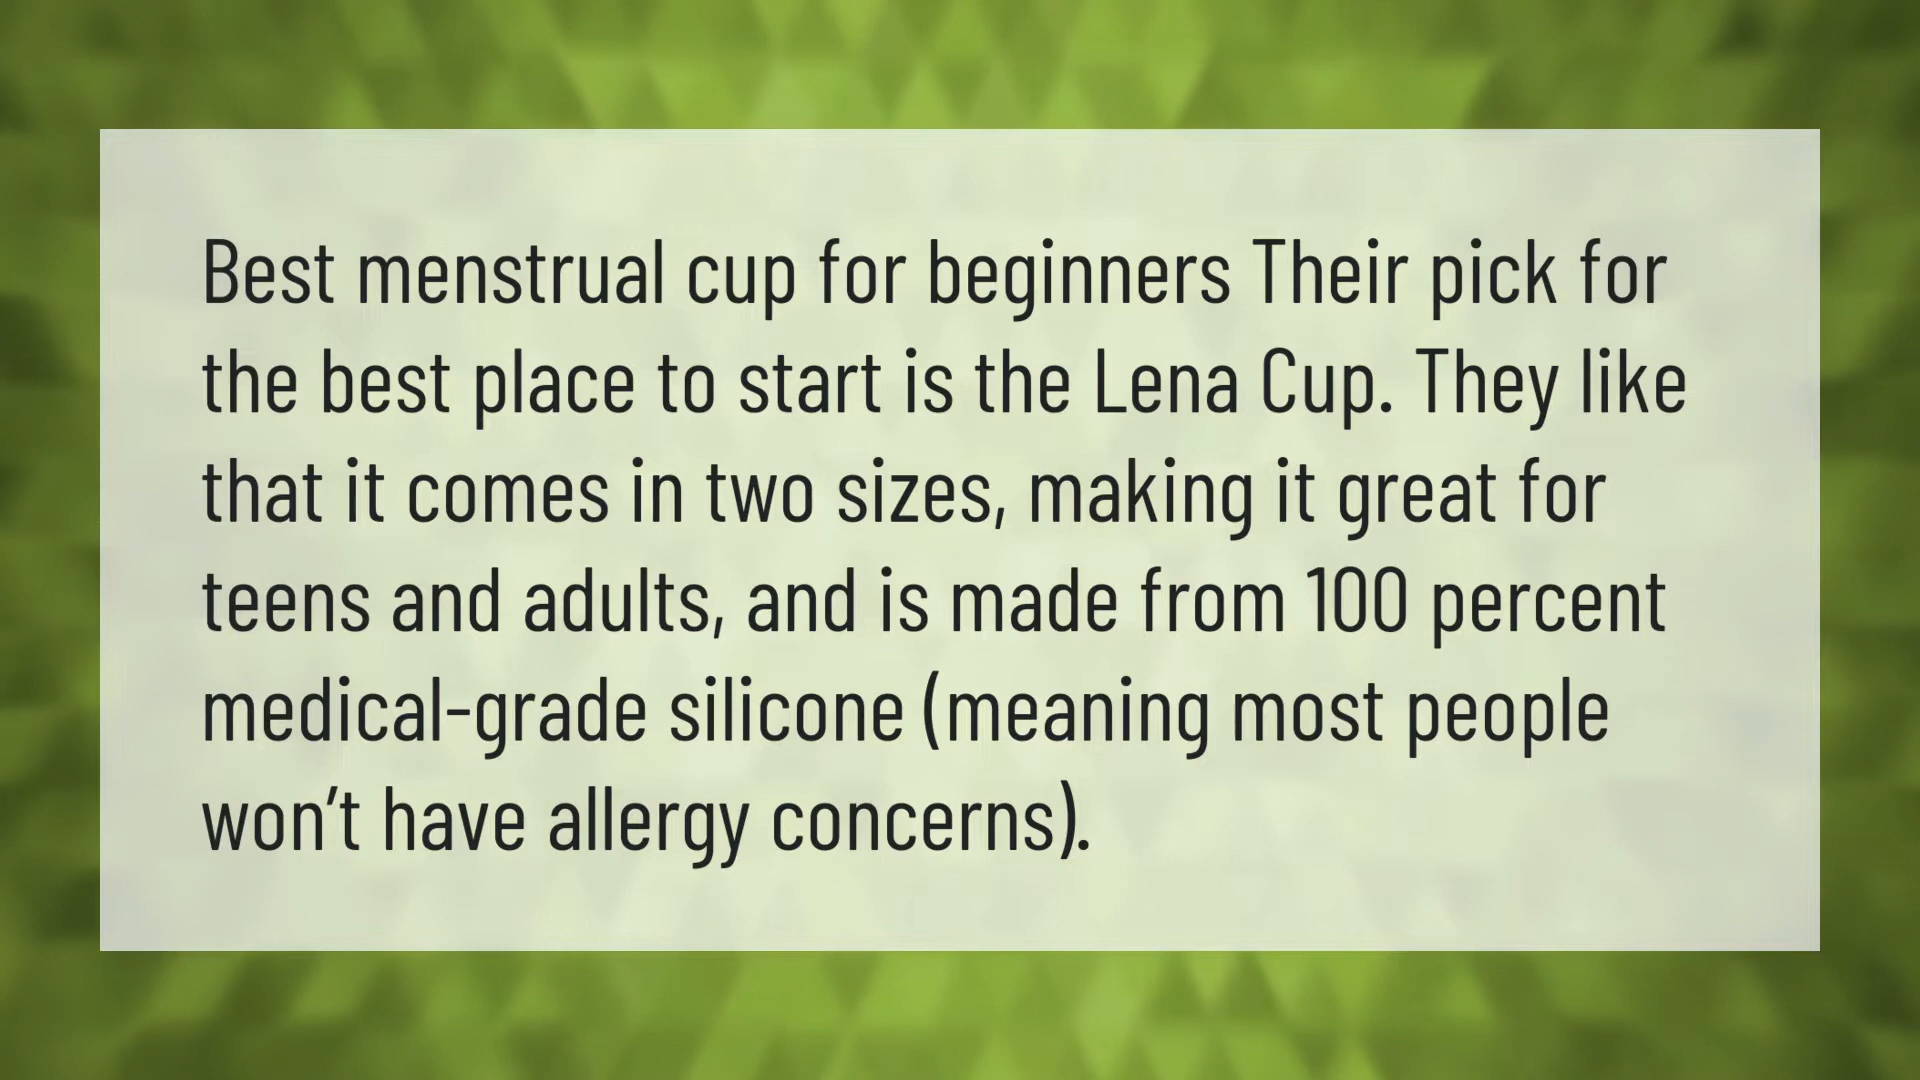 Best menstrual cup for beginners Their pick for
the best place to start is the Lena Cup. They like
that it comes in two sizes, making it great for
teens and adults, and is made from 100 percent
medical-grade silicone (meaning most people
won’t have allergy concerns).